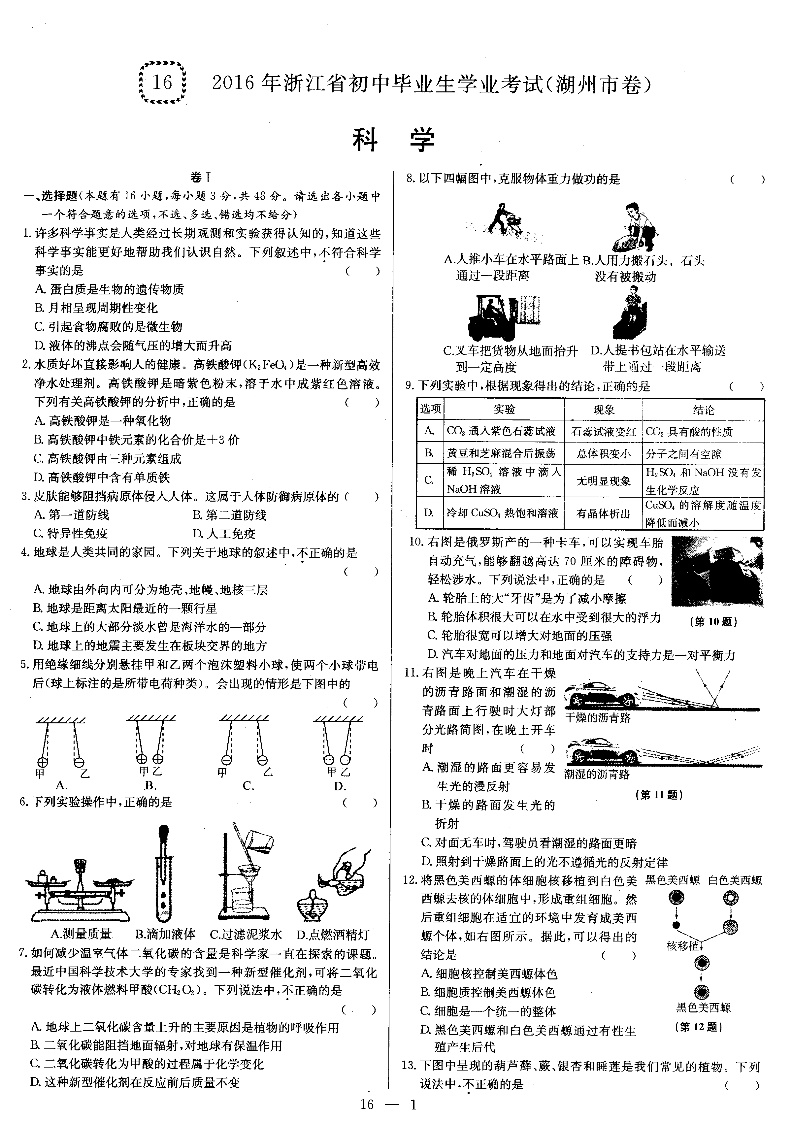 16
2016年浙江省初中毕业生学业考试(湖州市卷)
科 学
卷Ⅰ
一、选择题(本题有16小题,每小题3分,共48分。请选出各小题中
一个符合题意的选项,不选、多选、错选均不给分)
1.许多科学事实是人类经过长期观测和实验获得认知的,知道这些
科学事实能更好地帮助我们认识自然。下列叙述中,不符合科学
事实的是 ( )
A.蛋白质是生物的遗传物质
B.月相呈现周期性变化
C.引起食物腐败的是微生物
D.液体的沸点会随气压的增大而升高
2.水质好坏直接影响人的健康。高铁酸钾(K₂FeO₄)是一种新型高效
净水处理剂。高铁酸钾是暗紫色粉末,溶于水中成紫红色溶液。
下列有关高铁酸钾的分析中,正确的是 ( )
A.高铁酸钾是一种氧化物
B.高铁酸钾中铁元素的化合价是+3价
C.高铁酸钾由三种元素组成
D.高铁酸钾中含有单质铁
3.皮肤能够阻挡病原体侵入人体。这属于人体防御病原体的 ( )
A.第一道防线 B.第二道防线
C.特异性免疫 D.人工免疫
4.地球是人类共同的家园。下列关于地球的叙述中,不正确的是
( )
A.地球由外向内可分为地壳、地幔、地核三层
B.地球是距离太阳最近的一颗行星
C.地球上的大部分淡水曾是海洋水的一部分
D.地球上的地震主要发生在板块交界的地方
5.用绝缘细线分别悬挂甲和乙两个泡沫塑料小球,使两个小球带电
后(球上标注的是所带电荷种类)。会出现的情形是下图中的
( )
甲 乙 甲乙 甲 乙 甲乙
A. B. C. D.
6.下列实验操作中,正确的是 ( )
A.测量质量 B.滴加液体 C.过滤泥浆水 D.点燃酒精灯
7.如何减少温室气体二氧化碳的含量是科学家一直在探索的课题。
最近中国科学技术大学的专家找到一种新型催化剂,可将二氧化
碳转化为液体燃料甲酸(CH₂O₂)。下列说法中,不正确的是
( )
A.地球上二氧化碳含量上升的主要原因是植物的呼吸作用
B.二氧化碳能阻挡地面辐射,对地球有保温作用
C.二氧化碳转化为甲酸的过程属于化学变化
D.这种新型催化剂在反应前后质量不变
8.以下四幅图中,克服物体重力做功的是 ( )
A.人推小车在水平路面上 B.人用力搬石头,石头
通过一段距离 没有被搬动
C.叉车把货物从地面抬升 D.人提书包站在水平输送
到一定高度 带上通过一段距离
9.下列实验中,根据现象得出的结论,正确的是 ( )
选项 实验 现象 结论
A. CO₂通入紫色石蕊试液 石蕊试液变红 CO₂具有酸的性质
B. 黄豆和芝麻混合后振荡 总体积变小 分子之间有空隙
C. 稀H₂SO₄溶液中滴入 无明显现象 H₂SO₄和NaOH没有发
NaOH溶液 生化学反应
D. 冷却CuSO₄热饱和溶液 有晶体析出 CuSO₄的溶解度随温度
降低而减小
10.右图是俄罗斯产的一种卡车,可以实现车胎
自动充气,能够翻越高达70厘米的障碍物,
轻松涉水。下列说法中,正确的是 ( )
A.轮胎上的大“牙齿”是为了减小摩擦
B.轮胎体积很大可以在水中受到很大的浮力
C.轮胎很宽可以增大对地面的压强
D.汽车对地面的压力和地面对汽车的支持力是一对平衡力
(第10题)
11.右图是晚上汽车在干燥
的沥青路面和潮湿的沥
青路面上行驶时大灯部
分光路简图,在晚上开车
时 ( )
A.潮湿的路面更容易发
生光的漫反射
B.干燥的路面发生光的
折射
C.对面无车时,驾驶员看潮湿的路面更暗
D.照射到干燥路面上的光不遵循光的反射定律
干燥的沥青路
潮湿的沥青路
(第11题)
12.将黑色美西螈的体细胞核移植到白色美
西螈去核的体细胞中,形成重组细胞。然
后重组细胞在适宜的环境中发育成美西
螈个体,如右图所示。据此,可以得出的
结论是 ( )
A.细胞核控制美西螈体色
B.细胞质控制美西螈体色
C.细胞是一个统一的整体
D.黑色美西螈和白色美西螈通过有性生
殖产生后代
黑色美西螈 白色美西螈
核移植
黑色美西螈
(第12题)
13.下图中呈现的葫芦藓、蕨、银杏和睡莲是我们常见的植物。下列
说法中,不正确的是 ( )
16 — 1